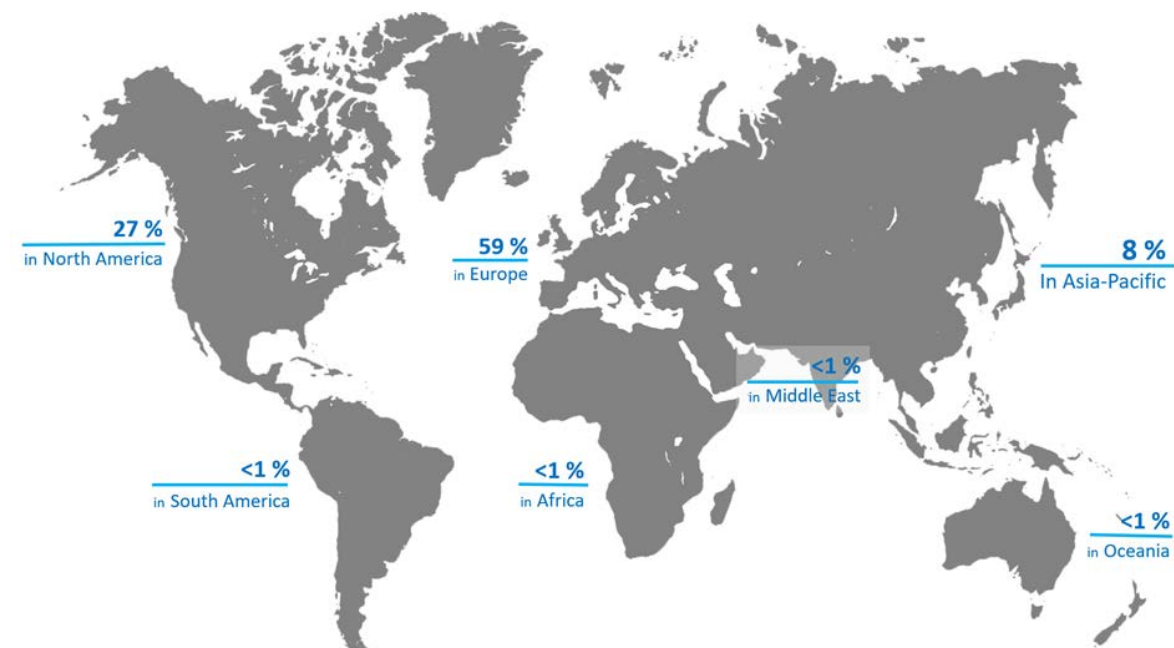 27 %
in North America
59 %
in Europe
8 %
In Asia-Pacific
<1 %
in Middle East
<1 %
in South America
<1 %
in Africa
<1 %
in Oceania